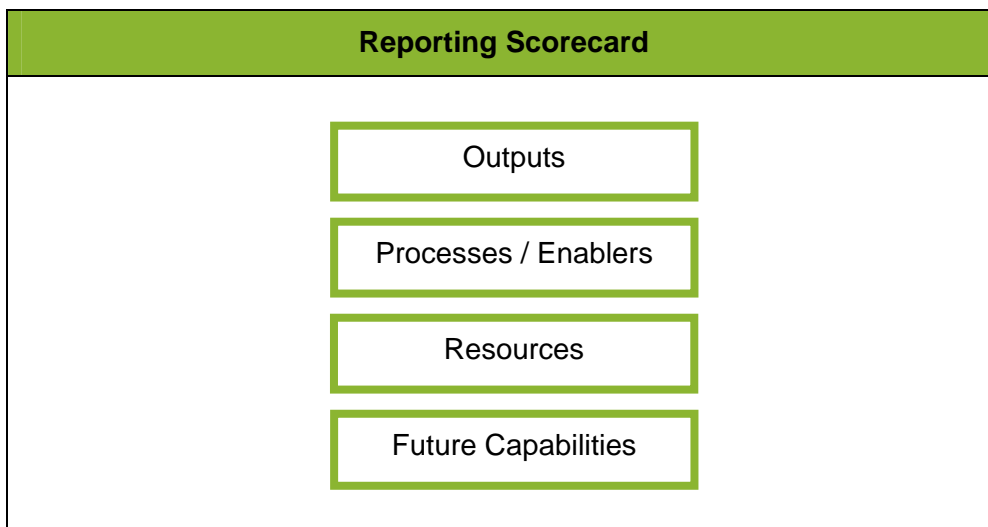 Reporting Scorecard
Outputs
Processes / Enablers
Resources
Future Capabilities